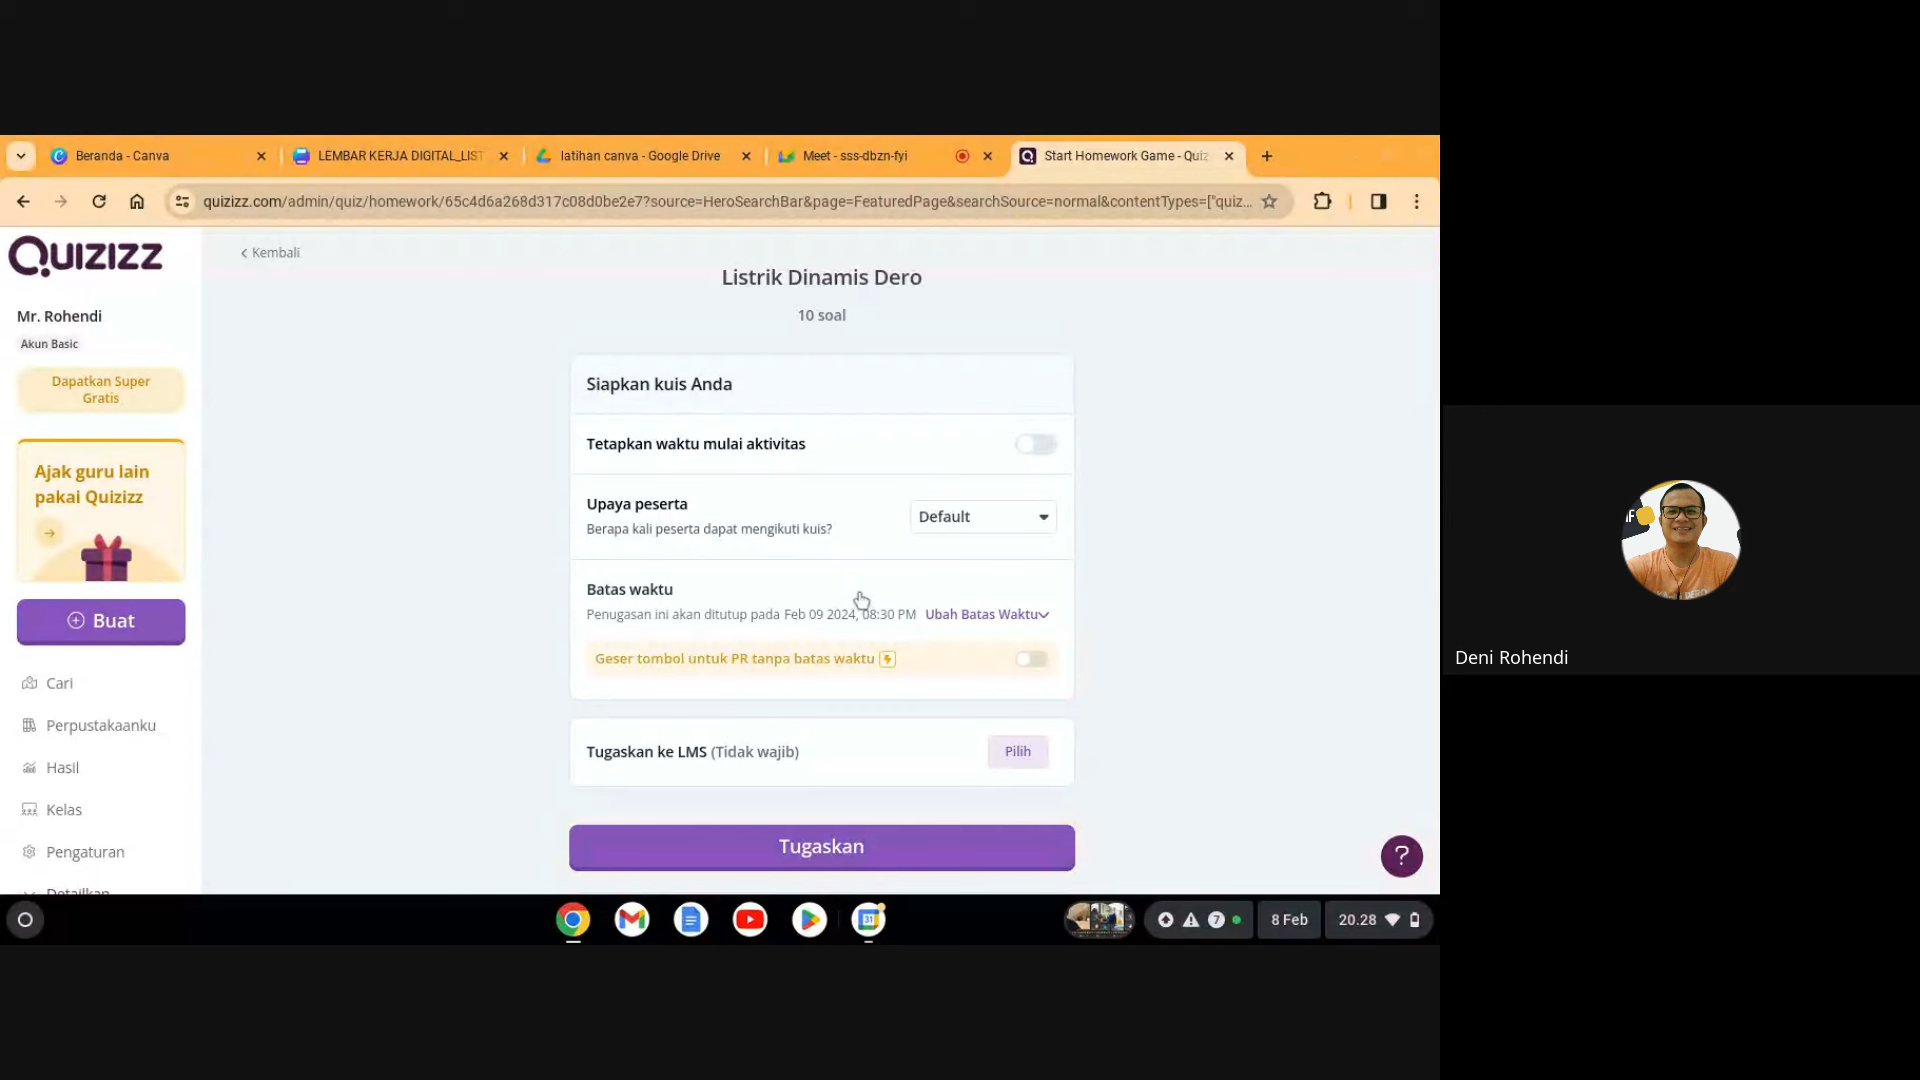 Beranda - Canva
LEMBAR KERJA DIGITAL_LIST
latihan canva - Google Drive
Meet - sss-dbzn-fyi
Start Homework Game - Quiz
quizizz.com/admin/quiz/homework/65c4d6a268d317c08d0be2e7?source=HeroSearchBar&page=FeaturedPage&searchSource=normal&contentTypes=["quiz...
QUIZIZZ
Mr. Rohendi
Akun Basic
Dapatkan Super
Gratis
Ajak guru lain
pakai Quizizz
Buat
Cari
Perpustakaanku
Hasil
Kelas
Pengaturan
Kembali
Listrik Dinamis Dero
10 soal
Siapkan kuis Anda
Tetapkan waktu mulai aktivitas
Upaya peserta
Berapa kali peserta dapat mengikuti kuis?
Default
Batas waktu
Penugasan ini akan ditutup pada Feb 09 2024, 08:30 PM Ubah Batas Waktu
Geser tombol untuk PR tanpa batas waktu
Tugaskan ke LMS (Tidak wajib)
Pilih
Tugaskan
?
31
7
8 Feb
20.28
Deni Rohendi